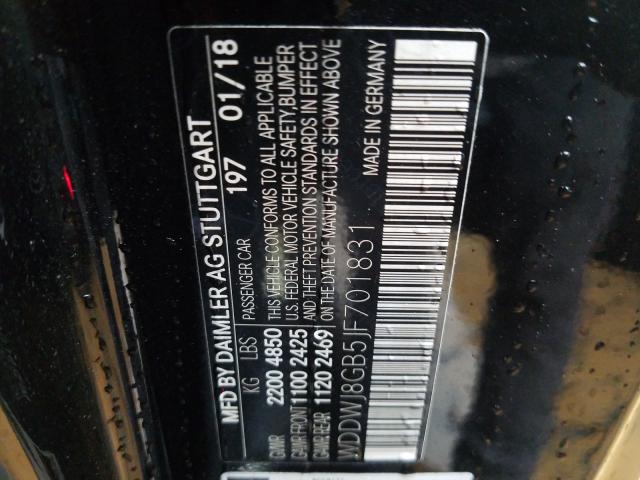 MFD BY DAIMLER AG STUTTGART
197 01/18
KG LBS PASSENGER CAR
GVWR 2200 4850 THIS VEHICLE CONFORMS TO ALL APPLICABLE
GAWR FRONT 1100 2425 U.S. FEDERAL MOTOR VEHICLE SAFETY,BUMPER
AND THEFT PREVENTION STANDARDS IN EFFECT
GAWR REAR 1120 2469 ON THE DATE OF MANUFACTURE SHOWN ABOVE
WDDWJ8GB5JF701831 MADE IN GERMANY